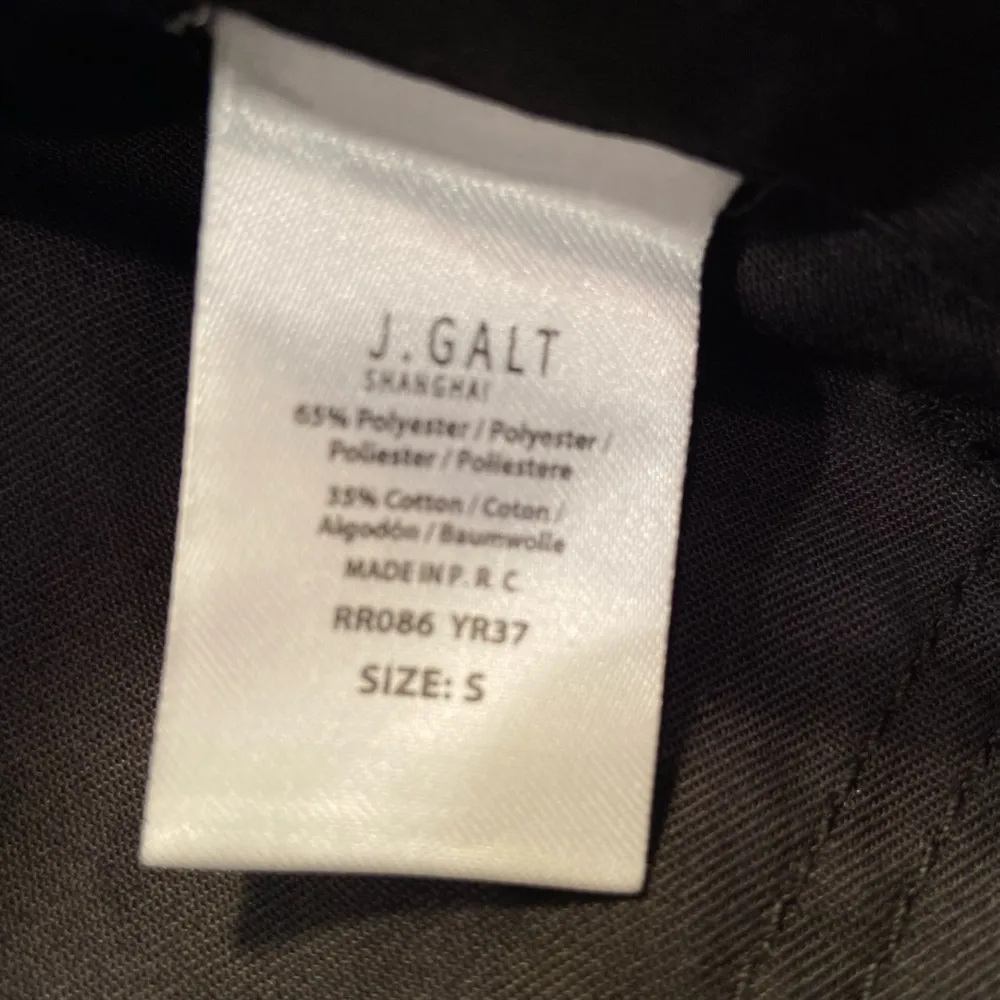 J.GALT
SHANGHAI
65% Polyester / Polyester /
Poliester / Poliestere
35% Cotton / Coton /
Algodón / Baumwolle
MADE IN P. R. C
RR086 YR37
SIZE: S